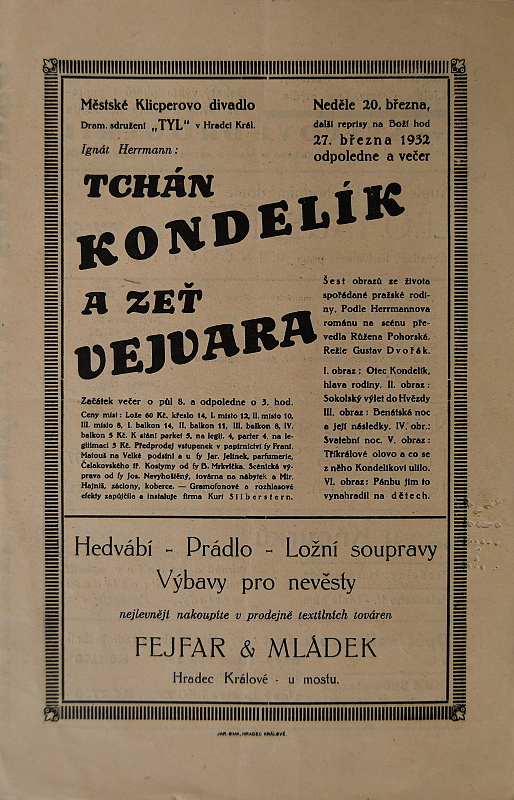 Městské Klicperovo divadlo
Dram. sdružení „TYL“ v Hradci Král.
Ignát Herrmann:
Neděle 20. března,
další reprisy na Boží hod
27. března 1932
odpoledne a večer
TCHÁN
KONDELÍK
A ZEŤ
VEJVARA
Šest obrazů ze života
spořádané pražské rodi-
ny. Podle Herrmannova
románu na scénu pře-
vedla Růžena Pohorská.
Režie Gustav Dvořák.
I. obraz: Otec Kondelík,
hlava rodiny. II. obraz:
Sokolský výlet do Hvězdy
III. obraz: Benátská noc
a její následky. IV. obr.:
Svatební noc. V. obraz:
Tříkrálové olovo a co se
z něho Kondelíkovi ulilo.
VI. obraz: Pánbu jim to
vynahradil na dětech.
Začátek večer o půl 8. a odpoledne o 3. hod.
Ceny míst: Lože 60 Kč, křeslo 14, I. místo 12, II. místo 10,
III. místo 8, I. balkon 14, II. balkon 11, III. balkon 8, IV.
balkon 5 Kč. K stání parket 5, na legit. 4, parter 4, na le-
gitimaci 3 Kč. Předprodej vstupenek v papírnictví fy Frant.
Matouš na Velké podsíni a u fy Jar. Jelínek, parfumerie,
Čelakovského tř. Kostymy od fy B. Mrkvička. Scénická vý-
prava od fy Jos. Nevyhoštěný, továrna na nábytek a Mir.
Hajniš, záclony, koberce. — Gramofonové a rozhlasové
efekty zapůjčila a instaluje firma Kurt Silberstern.
Hedvábí - Prádlo - Ložní soupravy
Výbavy pro nevěsty
nejlevněji nakoupíte v prodejně textilních továren
FEJFAR & MLÁDEK
Hradec Králové - u mostu.
JAR. OMA, HRADEC KRÁLOVÉ.